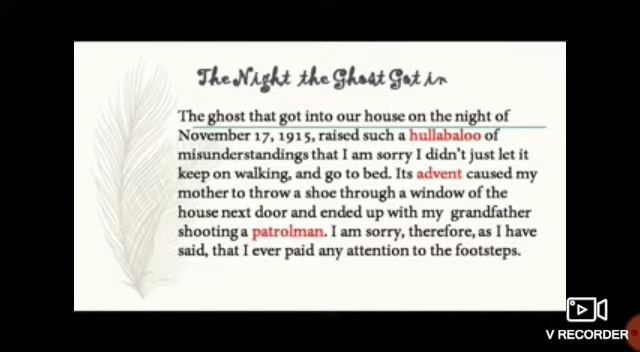 The Night the Ghost Got in
The ghost that got into our house on the night of
November 17, 1915, raised such a hullabaloo of
misunderstandings that I am sorry I didn't just let it
keep on walking, and go to bed. Its advent caused my
mother to throw a shoe through a window of the
house next door and ended up with my grandfather
shooting a patrolman. I am sorry, therefore, as I have
said, that I ever paid any attention to the footsteps.
V RECORDER